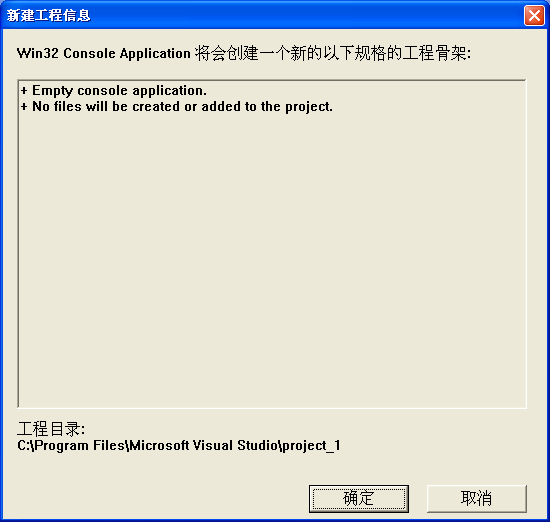 新建工程信息
Win32 Console Application 将会创建一个新的以下规格的工程骨架:
+ Empty console application.
+ No files will be created or added to the project.
工程目录:
C:\Program Files\Microsoft Visual Studio\project_1
确定 取消